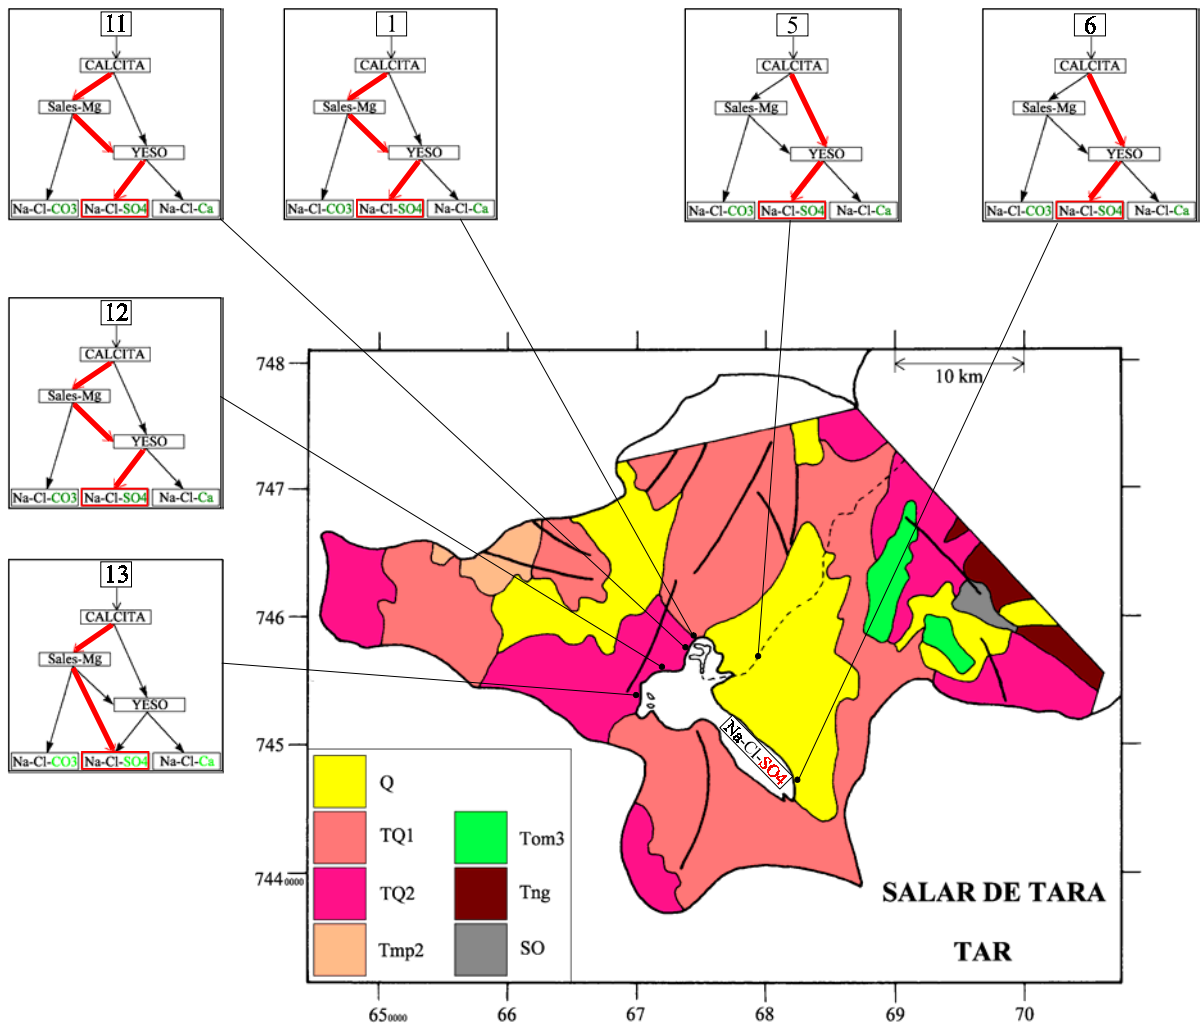 11
CALCITA
Sales-Mg
YESO
Na-Cl-CO3 Na-Cl-SO4 Na-Cl-Ca
1
CALCITA
Sales-Mg
YESO
Na-Cl-CO3 Na-Cl-SO4 Na-Cl-Ca
5
CALCITA
Sales-Mg
YESO
Na-Cl-CO3 Na-Cl-SO4 Na-Cl-Ca
6
CALCITA
Sales-Mg
YESO
Na-Cl-CO3 Na-Cl-SO4 Na-Cl-Ca
12
CALCITA
Sales-Mg
YESO
Na-Cl-CO3 Na-Cl-SO4 Na-Cl-Ca
13
CALCITA
Sales-Mg
YESO
Na-Cl-CO3 Na-Cl-SO4 Na-Cl-Ca
10 km
748
747
746
745
7440000
Na-Cl-SO4
Q
TQ1
TQ2
Tmp2
Tom3
Tng
SO
SALAR DE TARA
TAR
650000 66 67 68 69 70